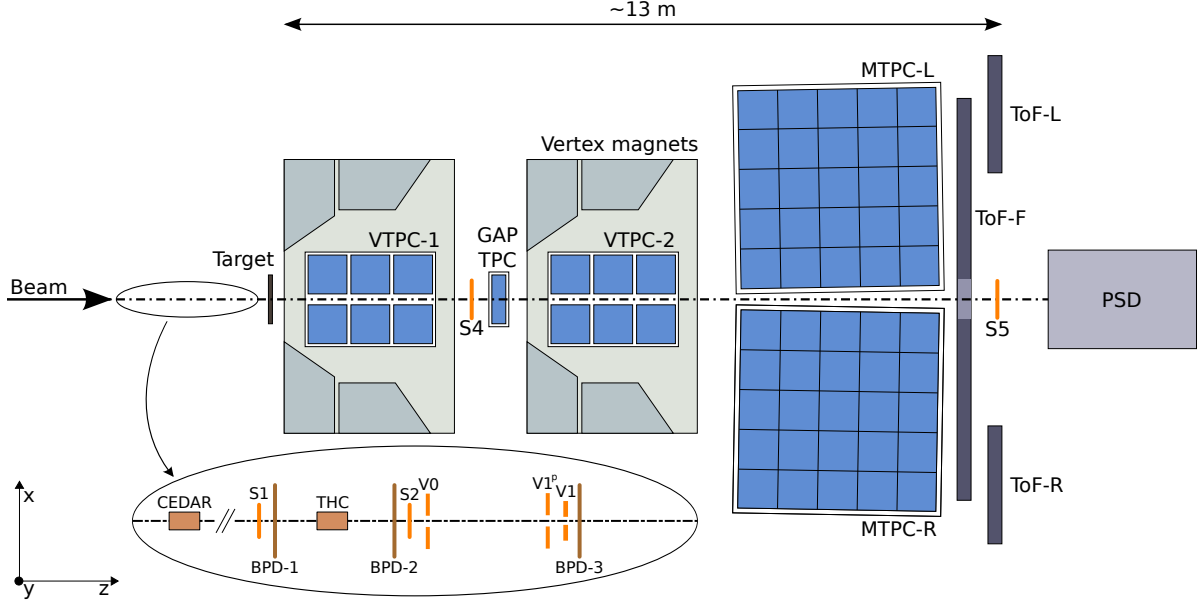 ~13 m
MTPC-L
ToF-L
Vertex magnets
ToF-F
VTPC-1
GAP
TPC
VTPC-2
Target
Beam
PSD
S4
S5
x
y
z
CEDAR
S1
THC
S2
V0
V1ᵖ
V1
BPD-1
BPD-2
BPD-3
ToF-R
MTPC-R